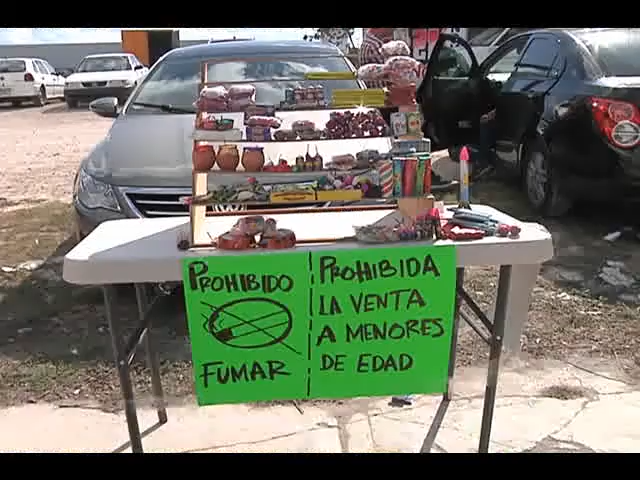 PROHIBIDO
FUMAR
PROHIBIDA
LA VENTA
A MENORES
DE EDAD